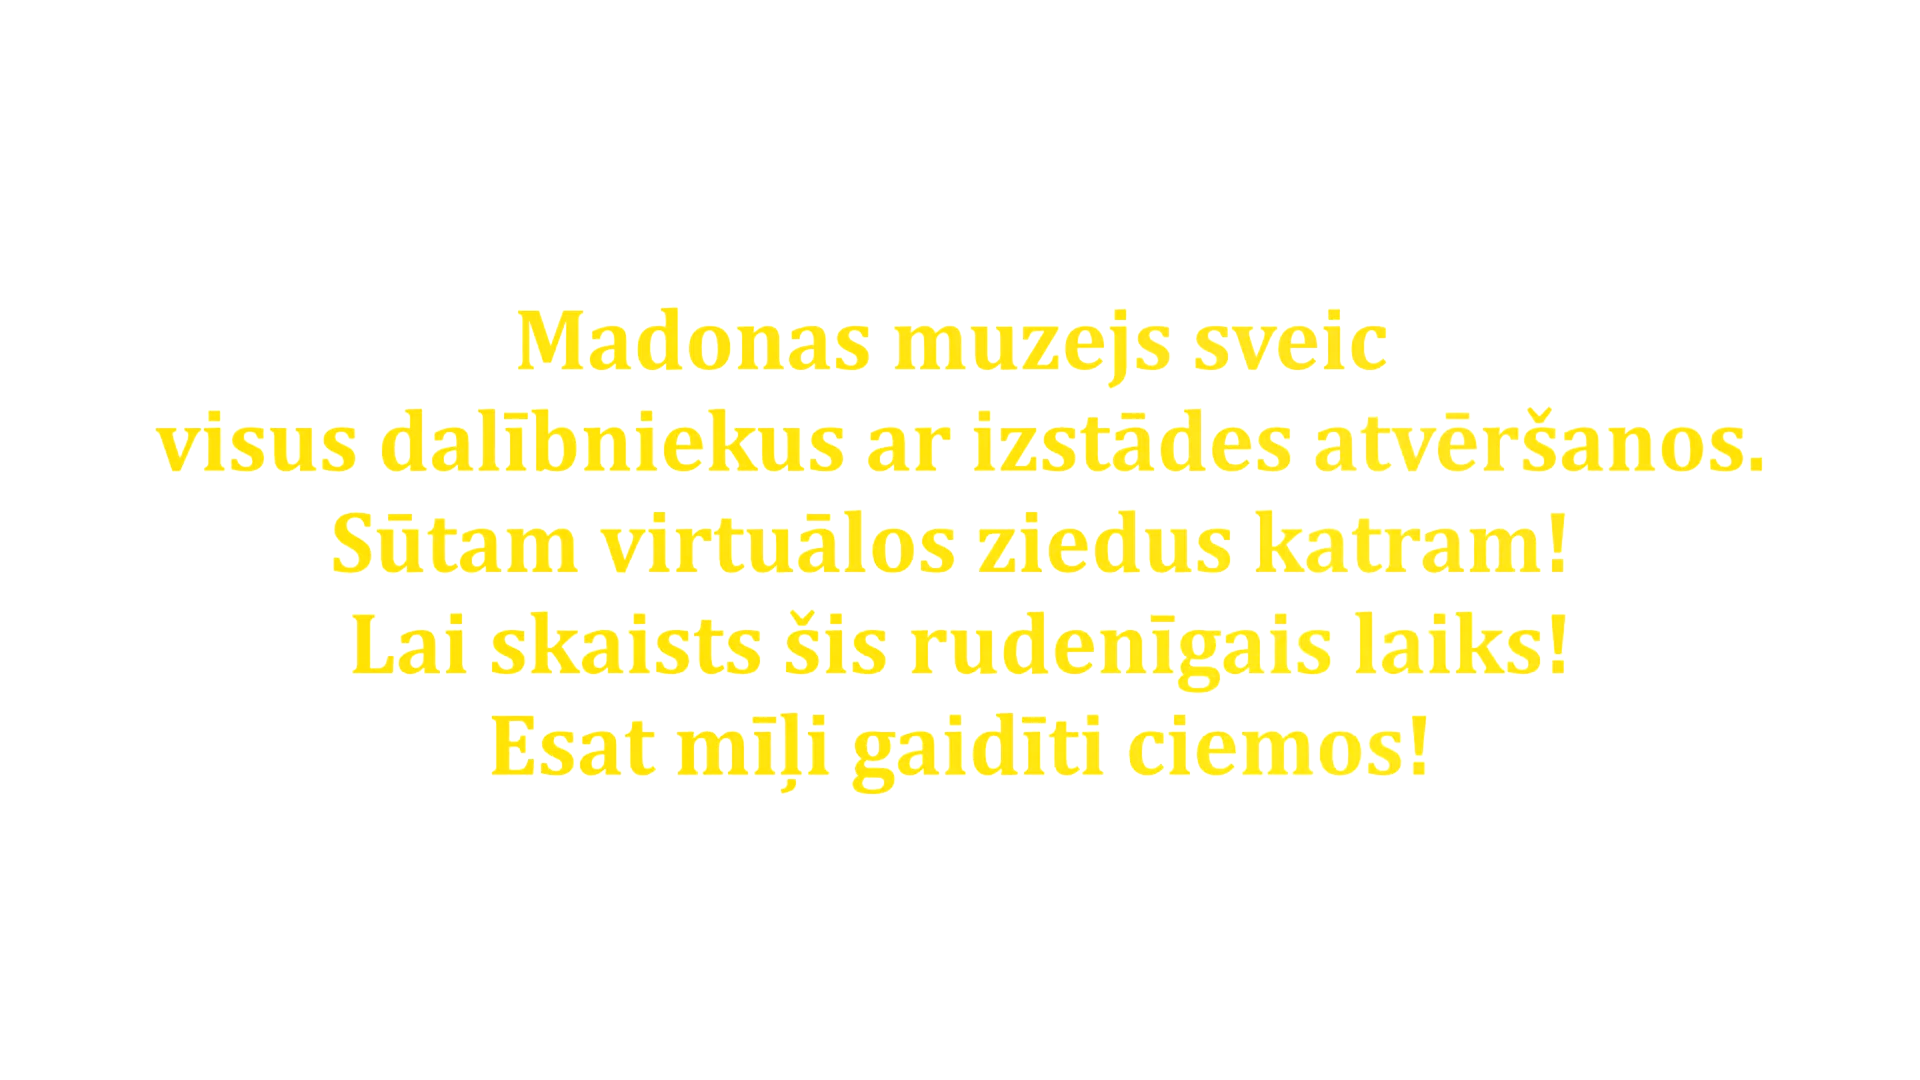 Madonas muzejs sveic
visus dalībniekus ar izstādes atvēršanos.
Sūtam virtuālos ziedus katram!
Lai skaists šis rudenīgais laiks!
Esat mīļi gaidīti ciemos!